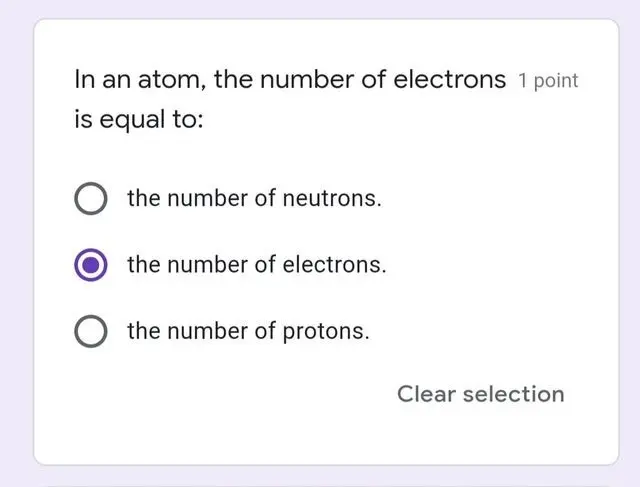 In an atom, the number of electrons 1 point
is equal to:
the number of neutrons.
the number of electrons.
the number of protons.
Clear selection